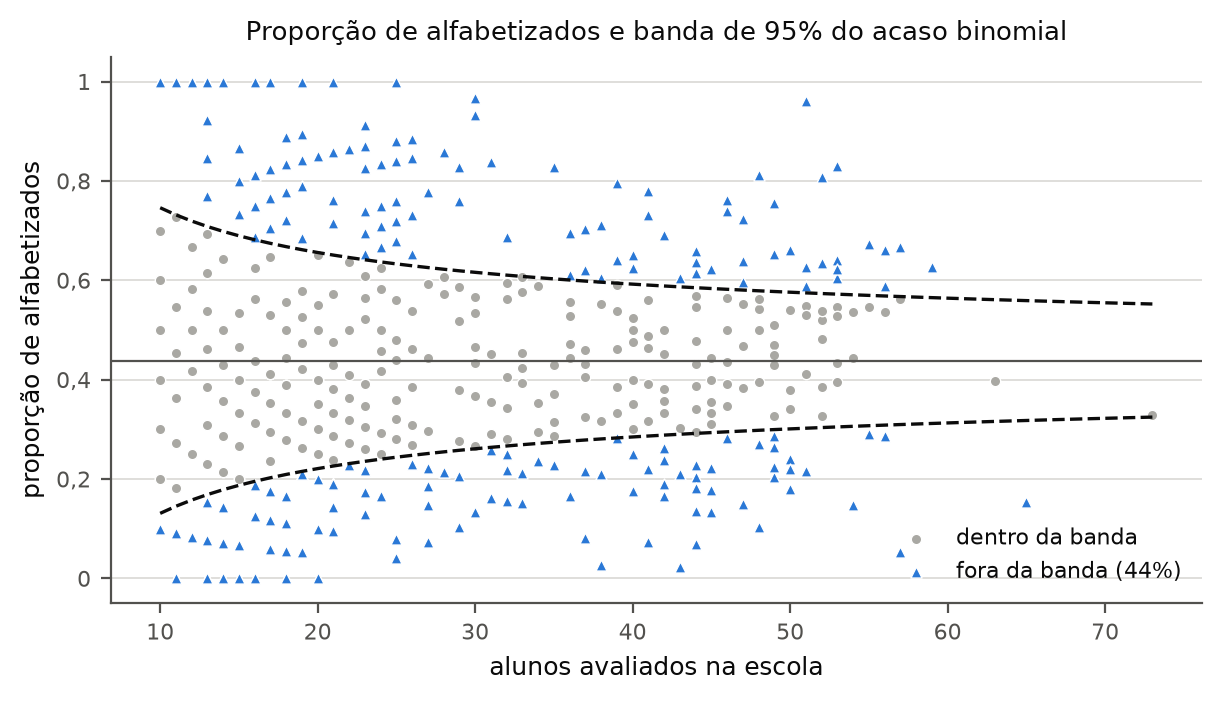 Proporção de alfabetizados e banda de 95% do acaso binomial
proporção de alfabetizados
1
0,8
0,6
0,4
0,2
0
10 20 30 40 50 60 70
alunos avaliados na escola
dentro da banda
fora da banda (44%)